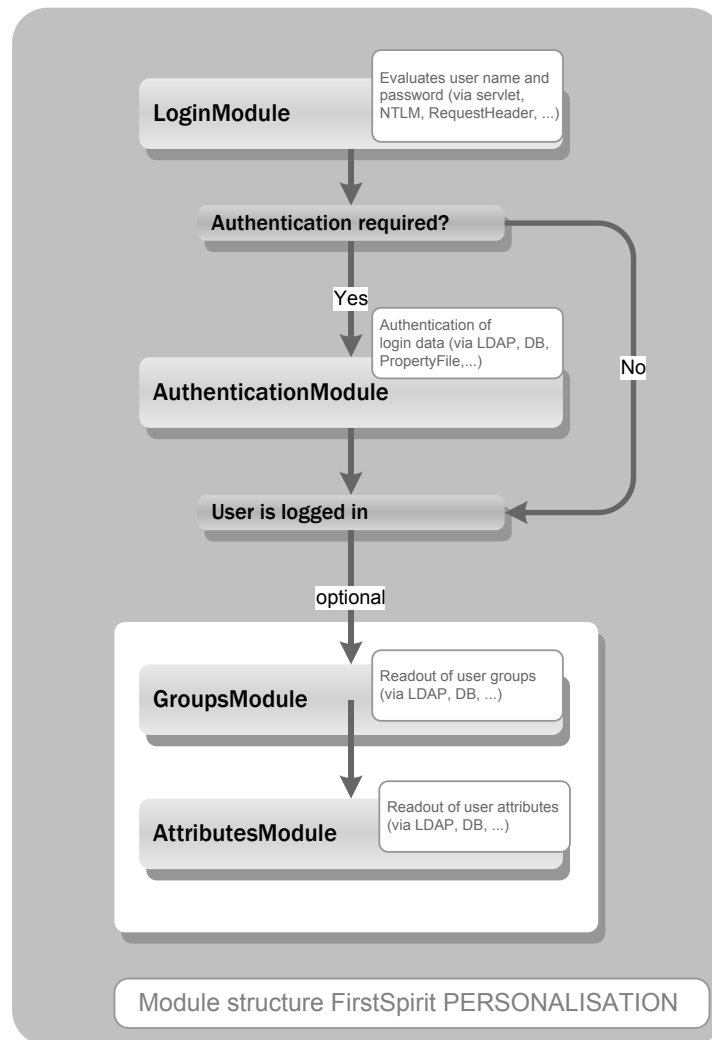 Evaluates user name and
password (via servlet,
NTLM, RequestHeader, ...)
LoginModule
Authentication required?
Yes
No
Authentication of
login data (via LDAP, DB,
PropertyFile,...)
AuthenticationModule
User is logged in
optional
Readout of user groups
(via LDAP, DB, ...)
GroupsModule
Readout of user attributes
(via LDAP, DB, ...)
AttributesModule
Module structure FirstSpirit PERSONALISATION